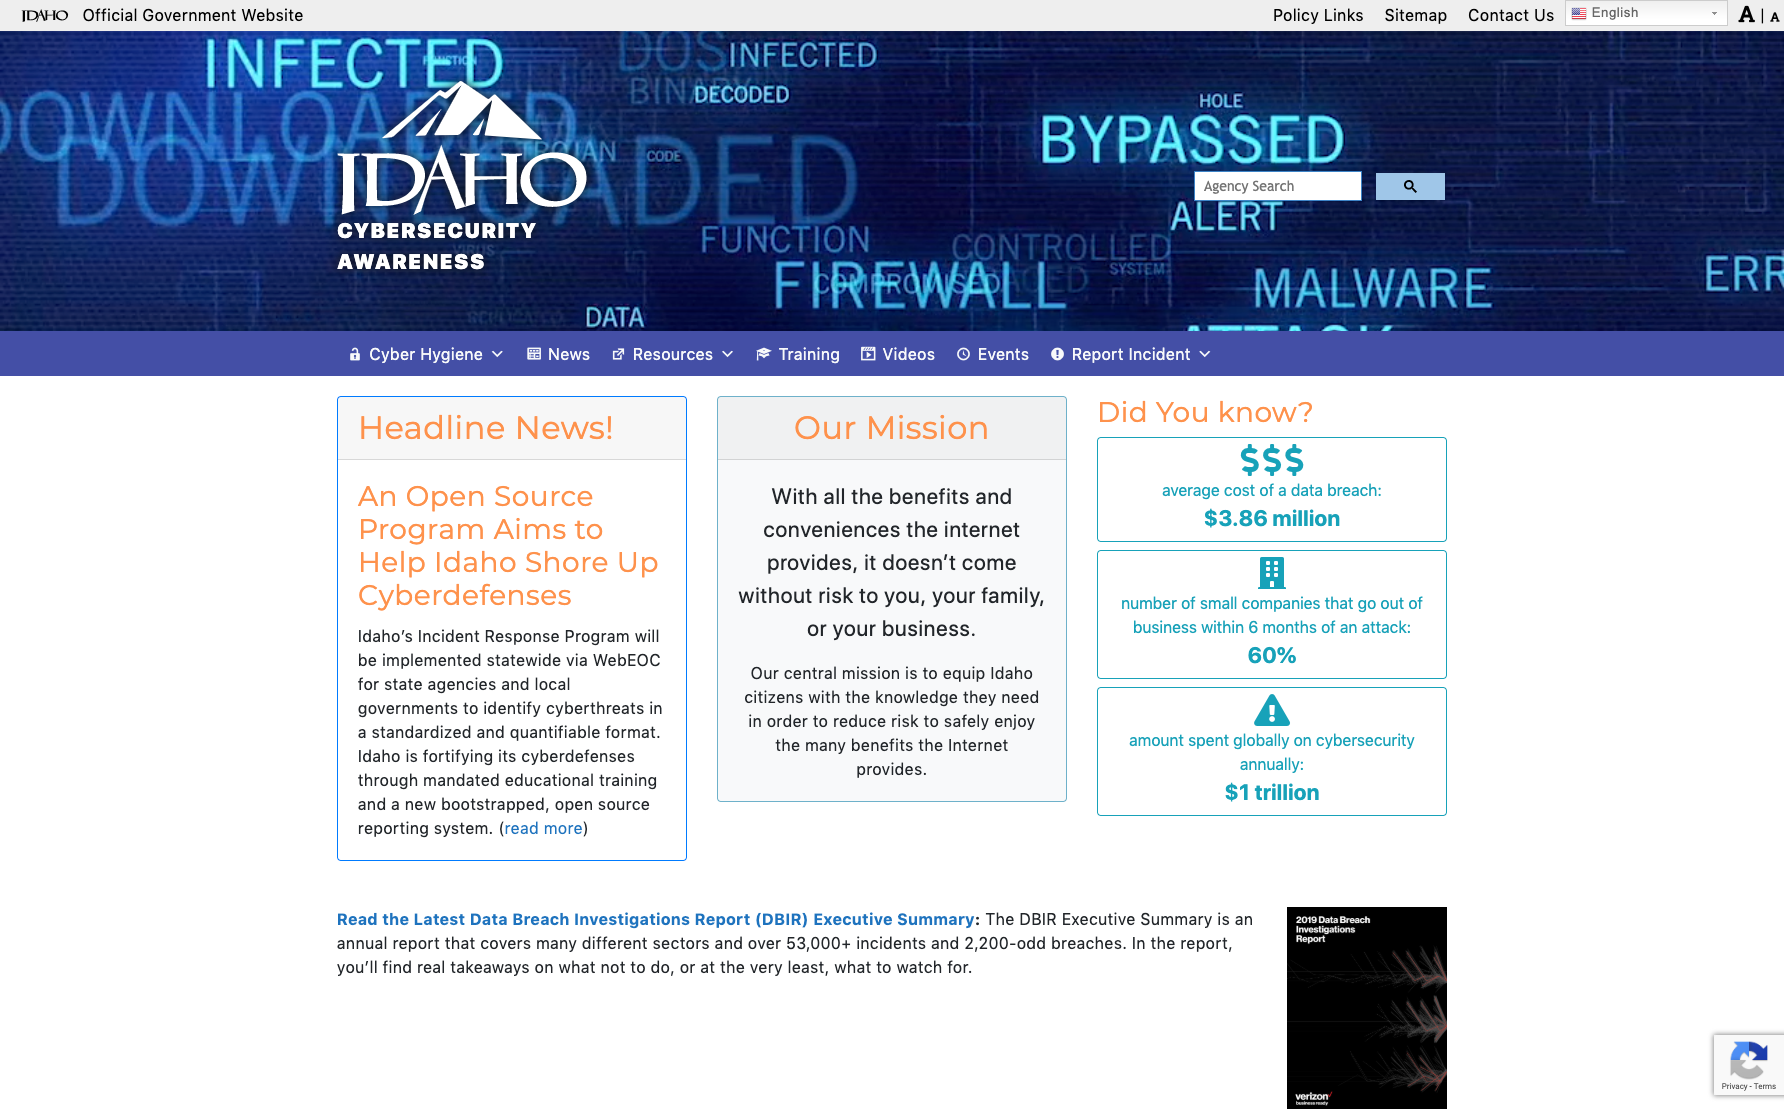 IDAHO Official Government Website
Policy Links Sitemap Contact Us English A | A
INFECTED
FUNCTION
DOS
INFECTED
BINARY
DECODED
DOWNLOADED
DOWNLOADED
HOLE
BYPASSED
TROJAN
CODE
IDAHO
CYBERSECURITY
AWARENESS
Agency Search
ALERT
VIRUS
FUNCTION
CONTROLLED
SYSTEM
COMPROMISED
FIREWALL
MALWARE
ERR
DATA
ATTACK
Cyber Hygiene News Resources Training Videos Events Report Incident
Headline News!
An Open Source
Program Aims to
Help Idaho Shore Up
Cyberdefenses
Idaho’s Incident Response Program will
be implemented statewide via WebEOC
for state agencies and local
governments to identify cyberthreats in
a standardized and quantifiable format.
Idaho is fortifying its cyberdefenses
through mandated educational training
and a new bootstrapped, open source
reporting system. (read more)
Our Mission
With all the benefits and
conveniences the internet
provides, it doesn’t come
without risk to you, your family,
or your business.
Our central mission is to equip Idaho
citizens with the knowledge they need
in order to reduce risk to safely enjoy
the many benefits the Internet
provides.
Did You know?
$$$
average cost of a data breach:
$3.86 million
number of small companies that go out of
business within 6 months of an attack:
60%
amount spent globally on cybersecurity
annually:
$1 trillion
Read the Latest Data Breach Investigations Report (DBIR) Executive Summary: The DBIR Executive Summary is an
annual report that covers many different sectors and over 53,000+ incidents and 2,200-odd breaches. In the report,
you’ll find real takeaways on what not to do, or at the very least, what to watch for.
2019 Data Breach
Investigations
Report
verizon
business ready
Privacy - Terms